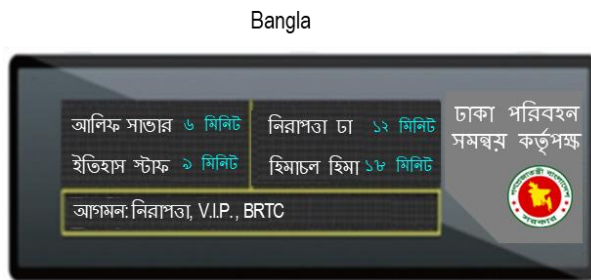 Bangla
আলিফ সাভার ৬ মিনিট
নিরাপত্তা ঢা ১২ মিনিট
ইতিহাস স্টাফ ৯ মিনিট
হিমাচল হিমা ১৮ মিনিট
আগমন: নিরাপত্তা, V.I.P., BRTC
ঢাকা পরিবহন
সমন্বয় কর্তৃপক্ষ